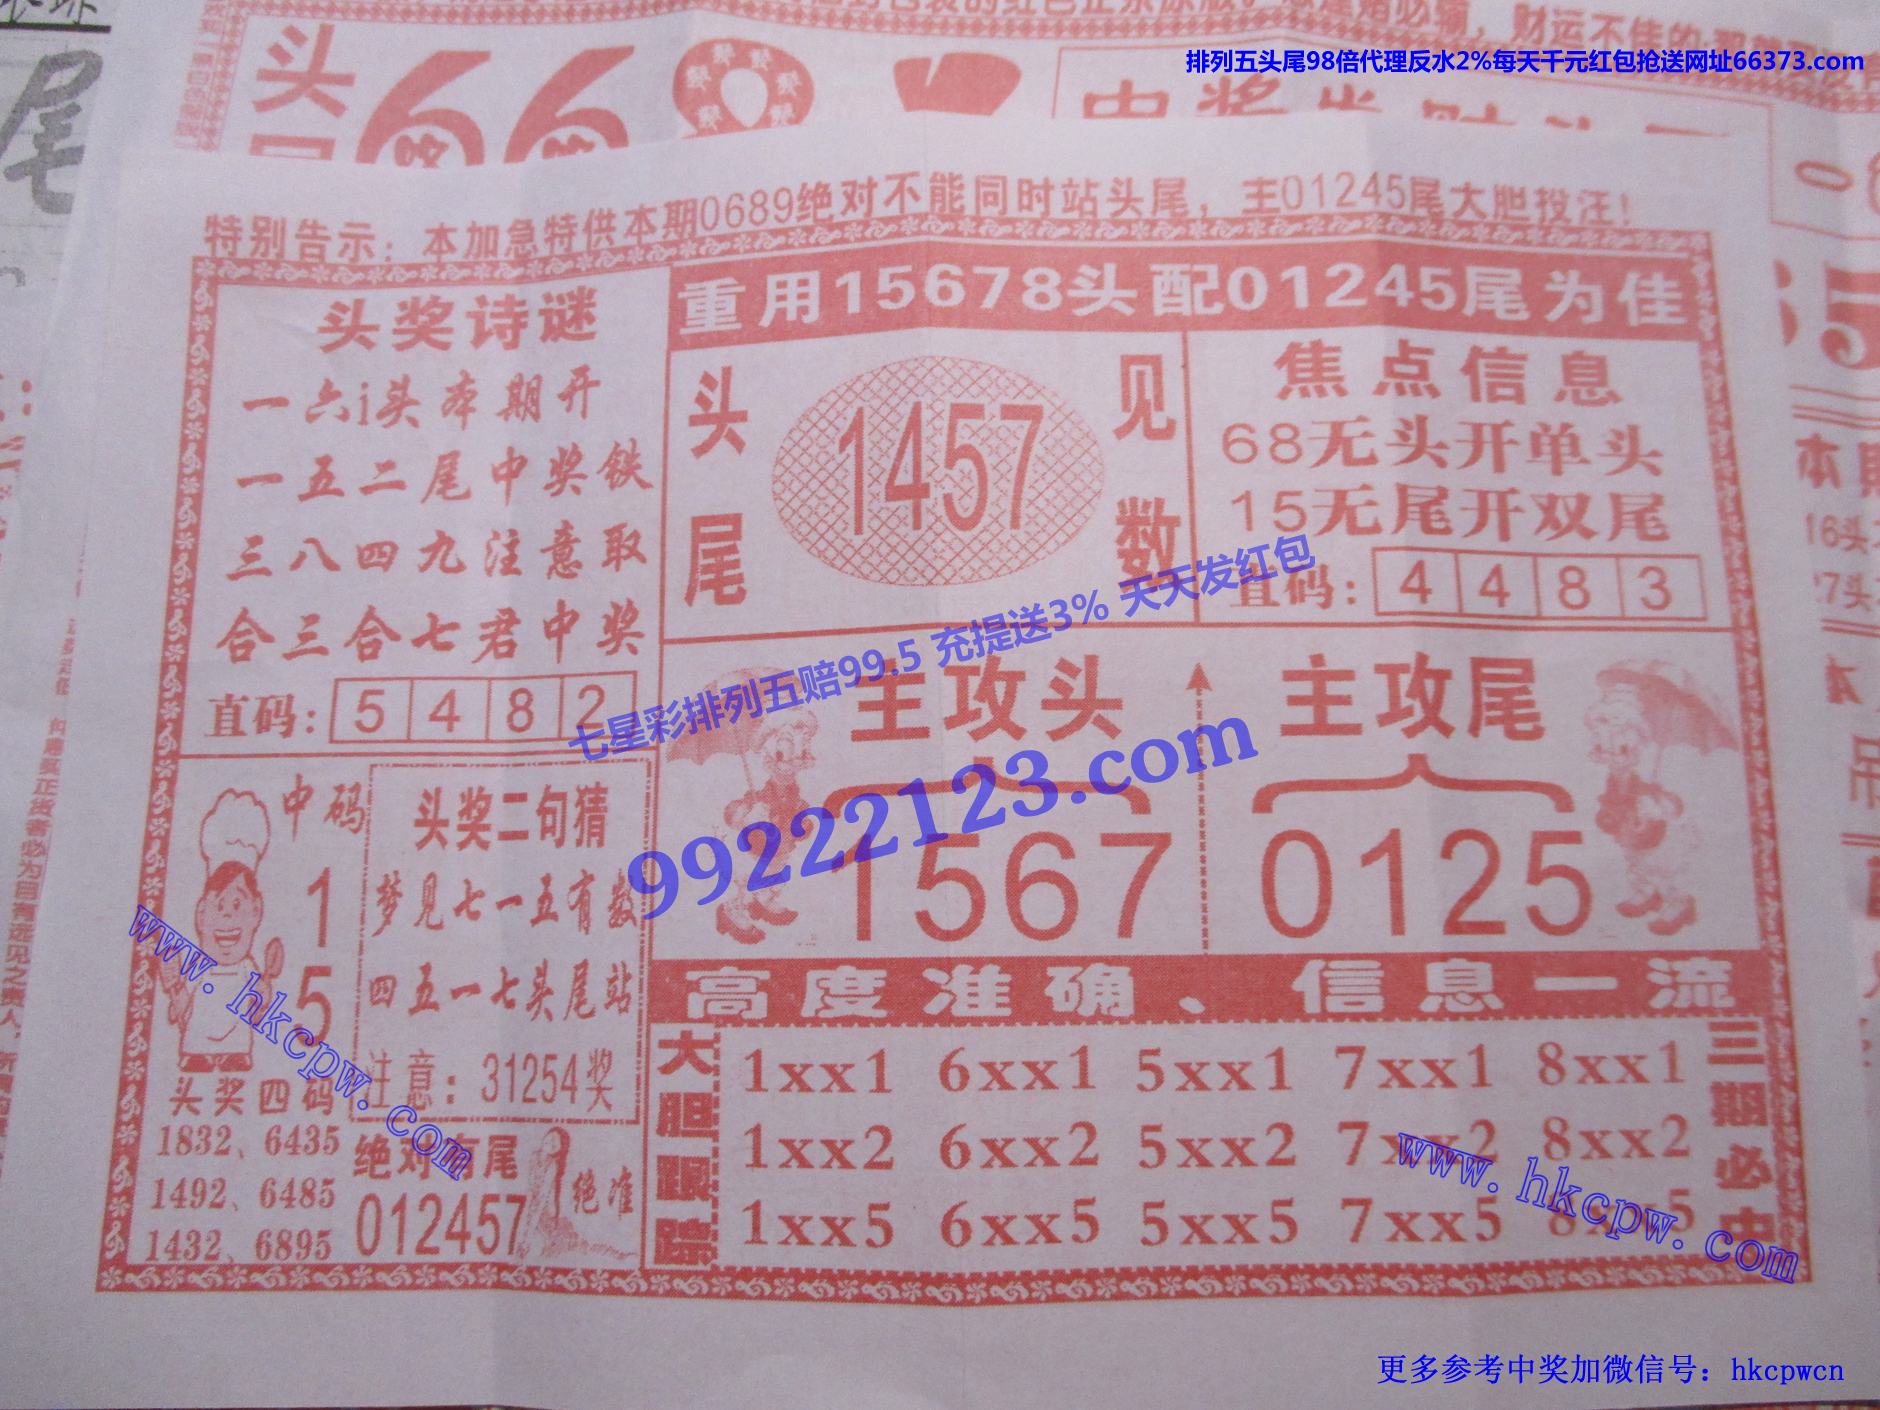 排列五头尾98倍代理反水2%每天千元红包抢送网址66373.com
尾
头
66
特别告示：本加急特供本期0689绝对不能同时站头尾，主01245尾大胆投注！
重用15678头配01245尾为佳
头奖诗谜
一六i头本期开
一五二尾中奖铁
三八四九注意取
合三合七君中奖
直码：5 4 8 2
头尾
1457
见数
焦点信息
68无头开单头
15无尾开双尾
直码：4 4 8 3
七星彩排列五赔99.5 充提送3% 天天发红包
99222123.com
主攻头
1567
主攻尾
0125
中码
1
5
头奖四码
1832、6435
1492、6485
1432、6895
头奖二句猜
梦见七一五有数
四五一七头尾站
注意：31254奖
绝对有尾
012457
绝准
高度准确、信息一流
大胆跟踪
1xx1 6xx1 5xx1 7xx1 8xx1
1xx2 6xx2 5xx2 7xx2 8xx2
1xx5 6xx5 5xx5 7xx5 8xx5
三期必中
www.hkcpw.com
www.hkcpw.com
更多参考中奖加微信号：hkcpwcn